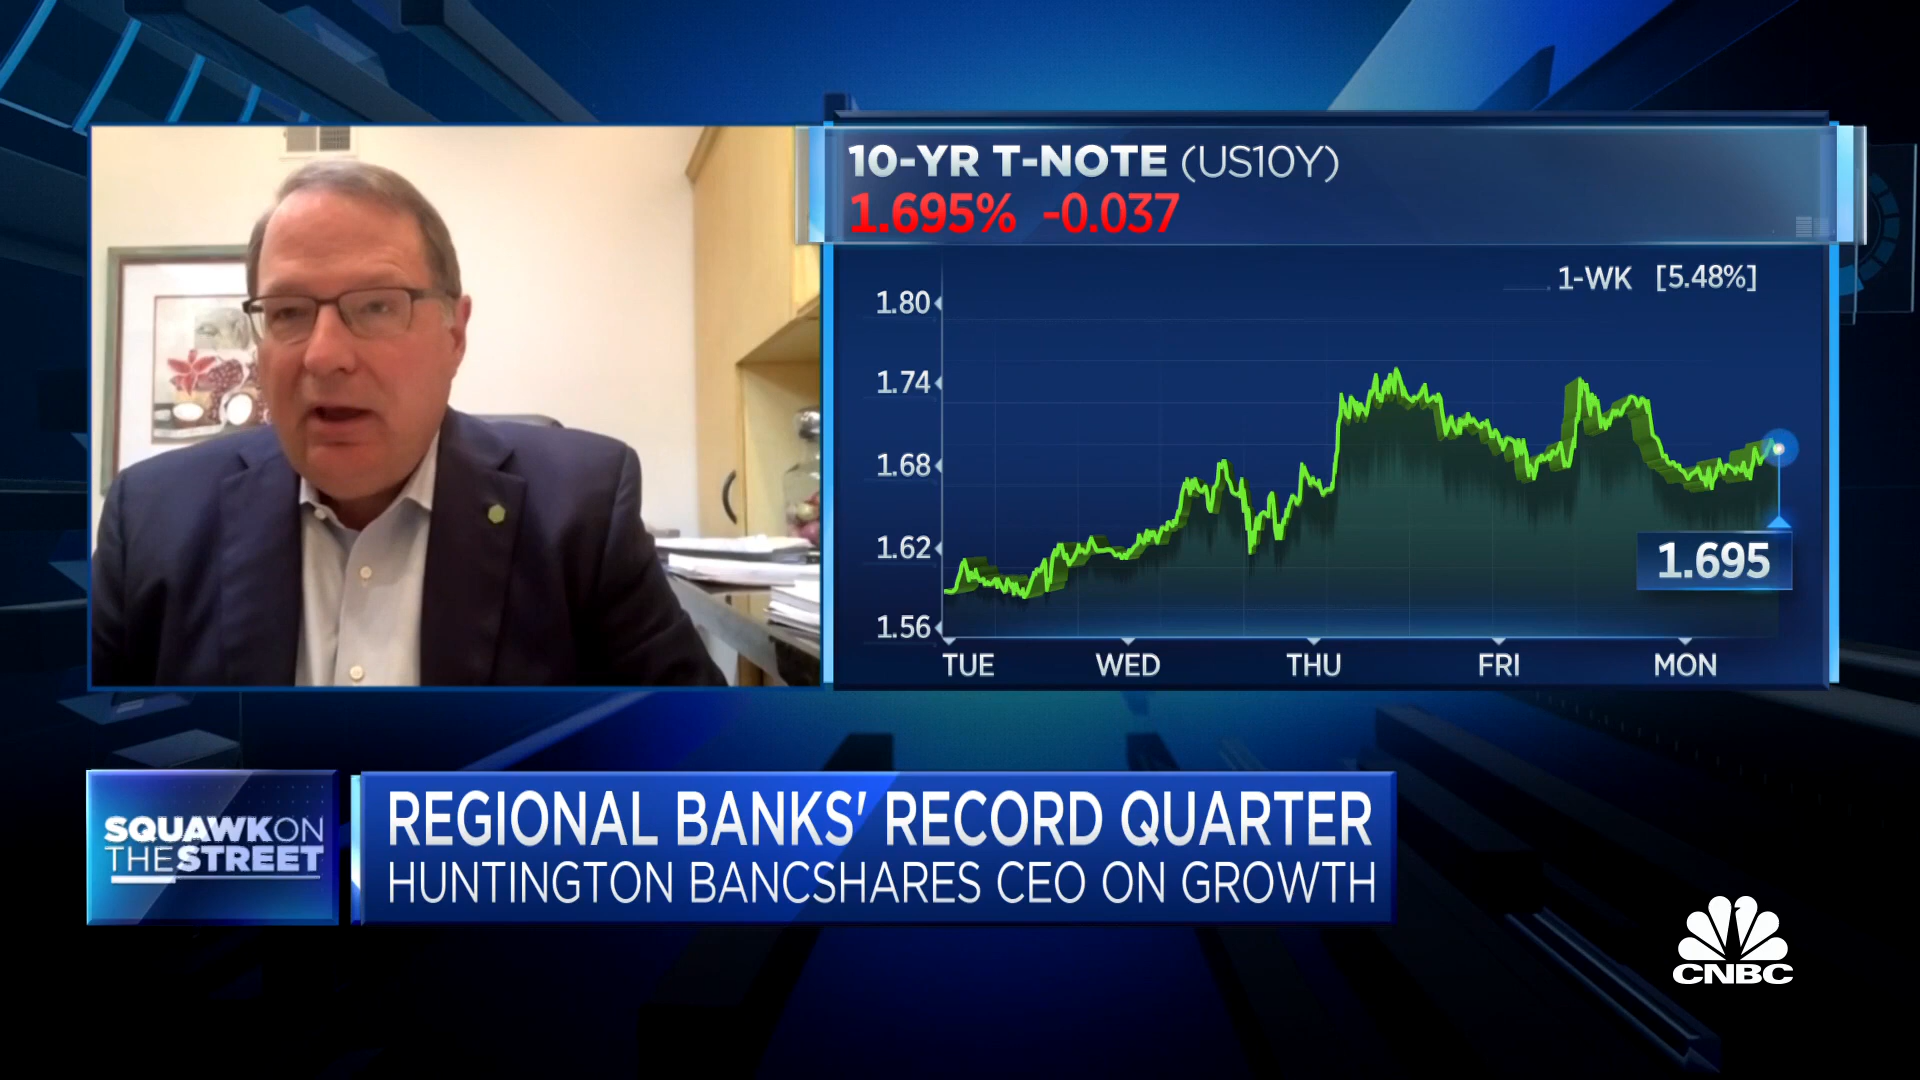 10-YR T-NOTE (US10Y)
1.695% -0.037
1-WK [5.48%]
1.80
1.74
1.68
1.62
1.56
1.695
TUE WED THU FRI MON
SQUAWK ON
THE STREET
REGIONAL BANKS' RECORD QUARTER
HUNTINGTON BANCSHARES CEO ON GROWTH
CNBC